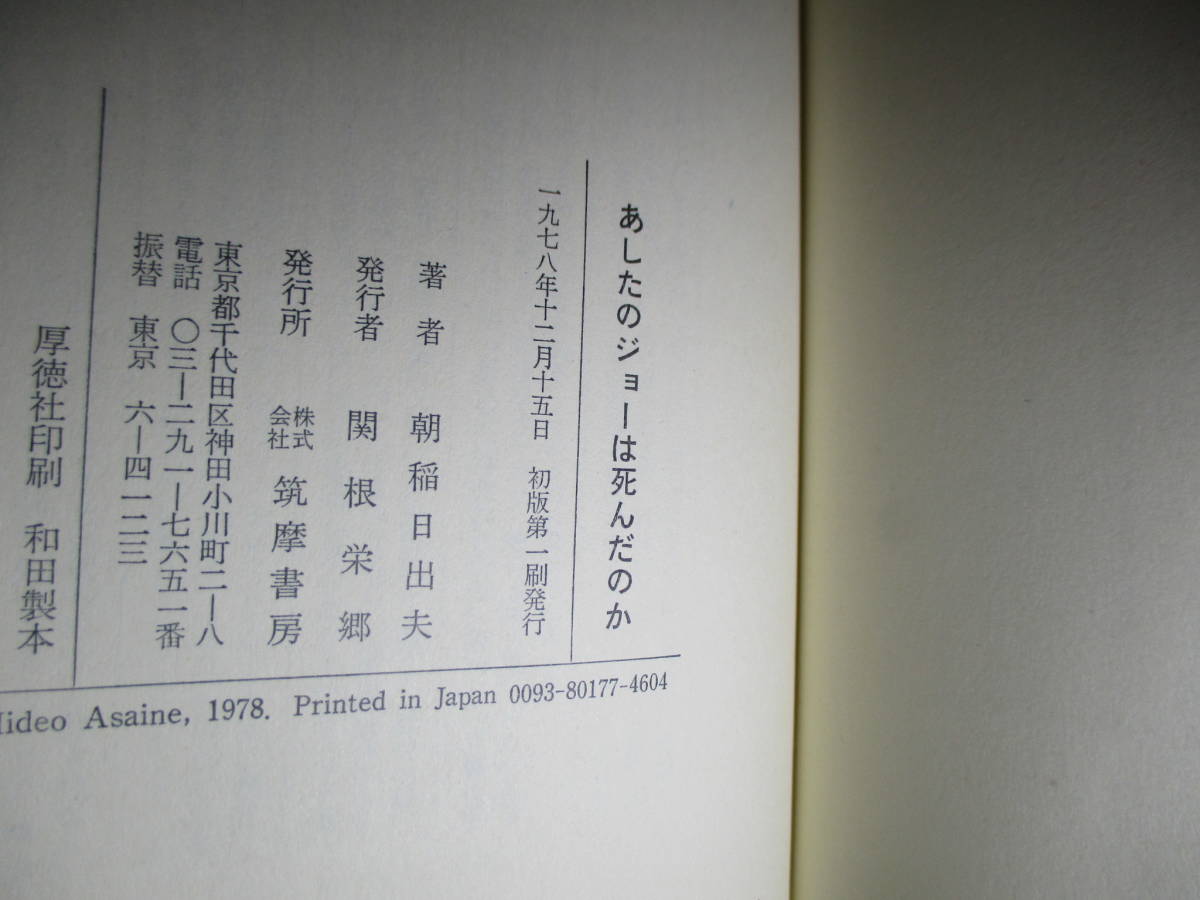 あしたのジョーは死んだのか
一九七八年十二月十五日 初版第一刷発行
著者 朝稲日出夫
発行者 関根栄郷
発行所 株式会社 筑摩書房
東京都千代田区神田小川町二ー八
電話 〇三ー二九一ー七六五一番
振替 東京 六ー四一二三
厚徳社印刷 和田製本
Asaine, 1978. Printed in Japan 0093-80177-4604